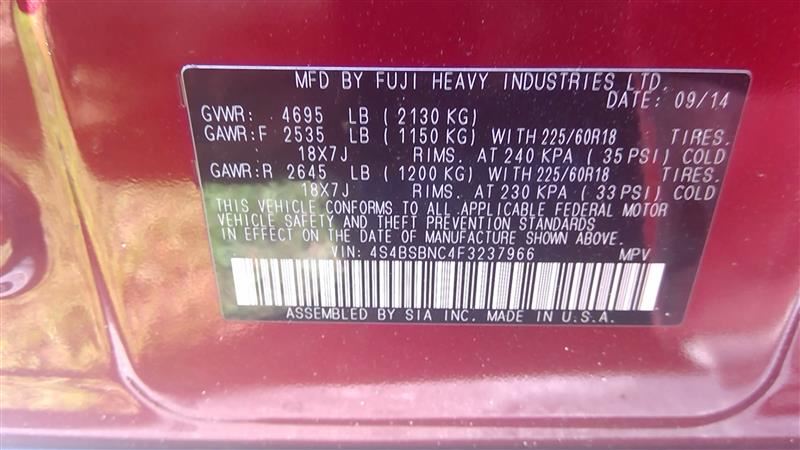 MFD BY FUJI HEAVY INDUSTRIES LTD.
DATE: 09/14
GVWR: 4695 LB ( 2130 KG)
GAWR:F 2535 LB ( 1150 KG) WITH 225/60R18 TIRES.
18X7J RIMS. AT 240 KPA ( 35 PSI) COLD
GAWR:R 2645 LB ( 1200 KG) WITH 225/60R18 TIRES.
18X7J RIMS. AT 230 KPA ( 33 PSI) COLD
THIS VEHICLE CONFORMS TO ALL APPLICABLE FEDERAL MOTOR
VEHICLE SAFETY AND THEFT PREVENTION STANDARDS
IN EFFECT ON THE DATE OF MANUFACTURE SHOWN ABOVE.
VIN: 4S4BSBNC4F3237966 MPV
ASSEMBLED BY SIA INC. MADE IN U.S.A.